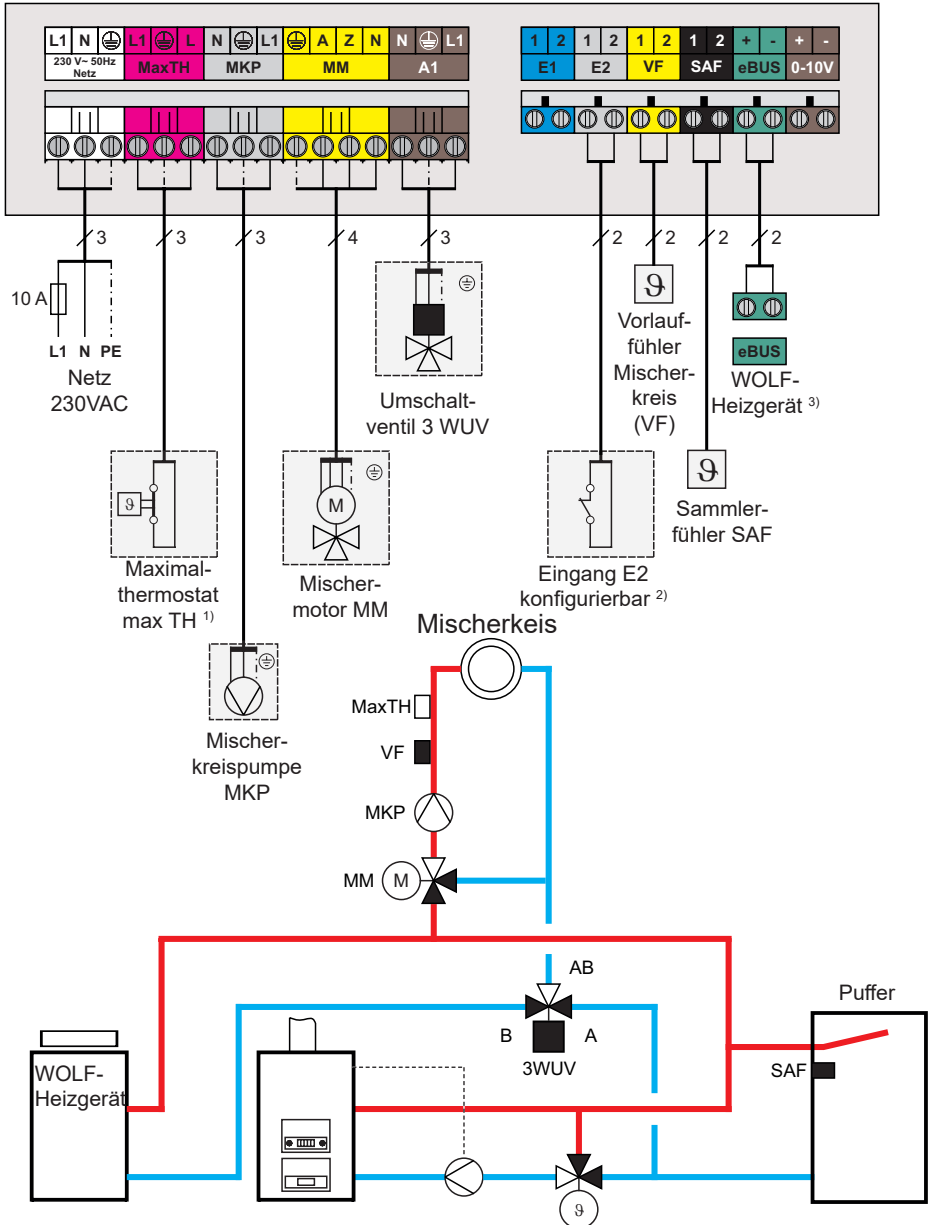 L1 N L1 L N L1 A Z N N L1
230 V~ 50Hz
Netz
MaxTH MKP MM A1
1 2 1 2 1 2 1 2 + - + -
E1 E2 VF SAF eBUS 0-10V
3 3 3 4 3 2 2 2 2
10 A
L1 N PE
Netz
230VAC
Umschalt-
ventil 3 WUV
ϑ
Vorlauf-
fühler
Mischer-
kreis
(VF)
eBUS
WOLF-
Heizgerät 3)
ϑ
Maximal-
thermostat
max TH 1)
M
Mischer-
motor MM
Eingang E2
konfigurierbar 2)
ϑ
Sammler-
fühler SAF
Mischer-
kreispumpe
MKP
Mischerkeis
MaxTH
VF
MKP
MM M
AB
B A
3WUV
Puffer
SAF
WOLF-
Heizgerät
ϑ